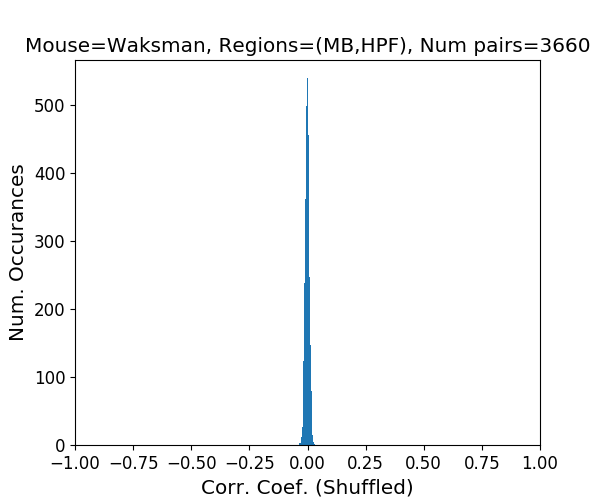 Mouse=Waksman, Regions=(MB,HPF), Num pairs=3660
Num. Occurances
500
400
300
200
100
0
−1.00 −0.75 −0.50 −0.25 0.00 0.25 0.50 0.75 1.00
Corr. Coef. (Shuffled)